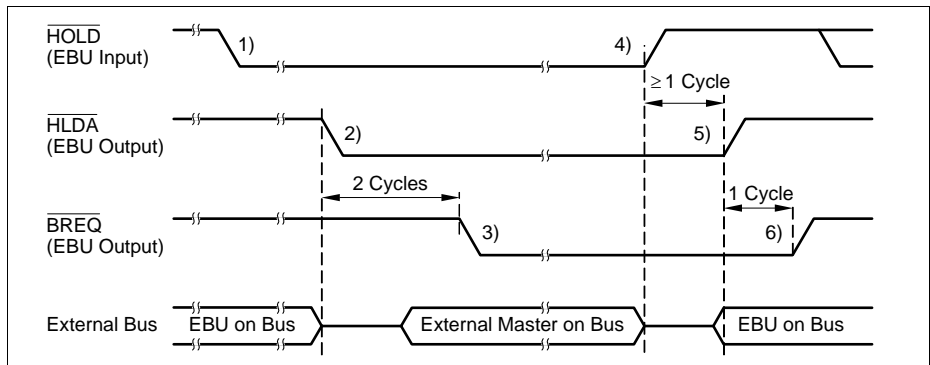 HOLD
(EBU Input)
1)
4)
≥ 1 Cycle
HLDA
(EBU Output)
2)
5)
2 Cycles
1 Cycle
BREQ
(EBU Output)
3)
6)
External Bus
EBU on Bus
External Master on Bus
EBU on Bus